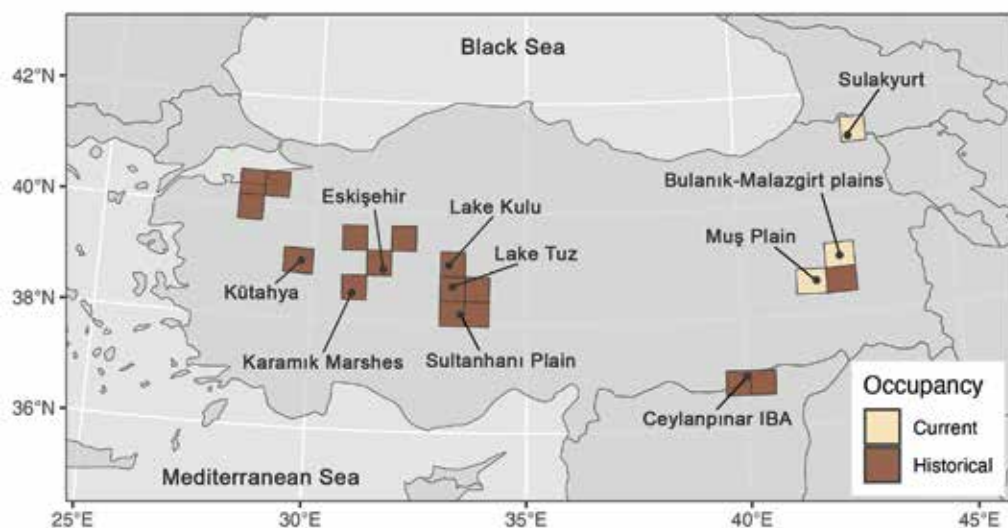 Black Sea
42°N
Sulakyurt
40°N
Bulanık-Malazgirt plains
Eskişehir
Lake Kulu
Muş Plain
Lake Tuz
38°N
Kütahya
Karamık Marshes
Sultanhanı Plain
Occupancy
36°N
Ceylanpınar IBA
Current
Historical
Mediterranean Sea
25°E
30°E
35°E
40°E
45°E